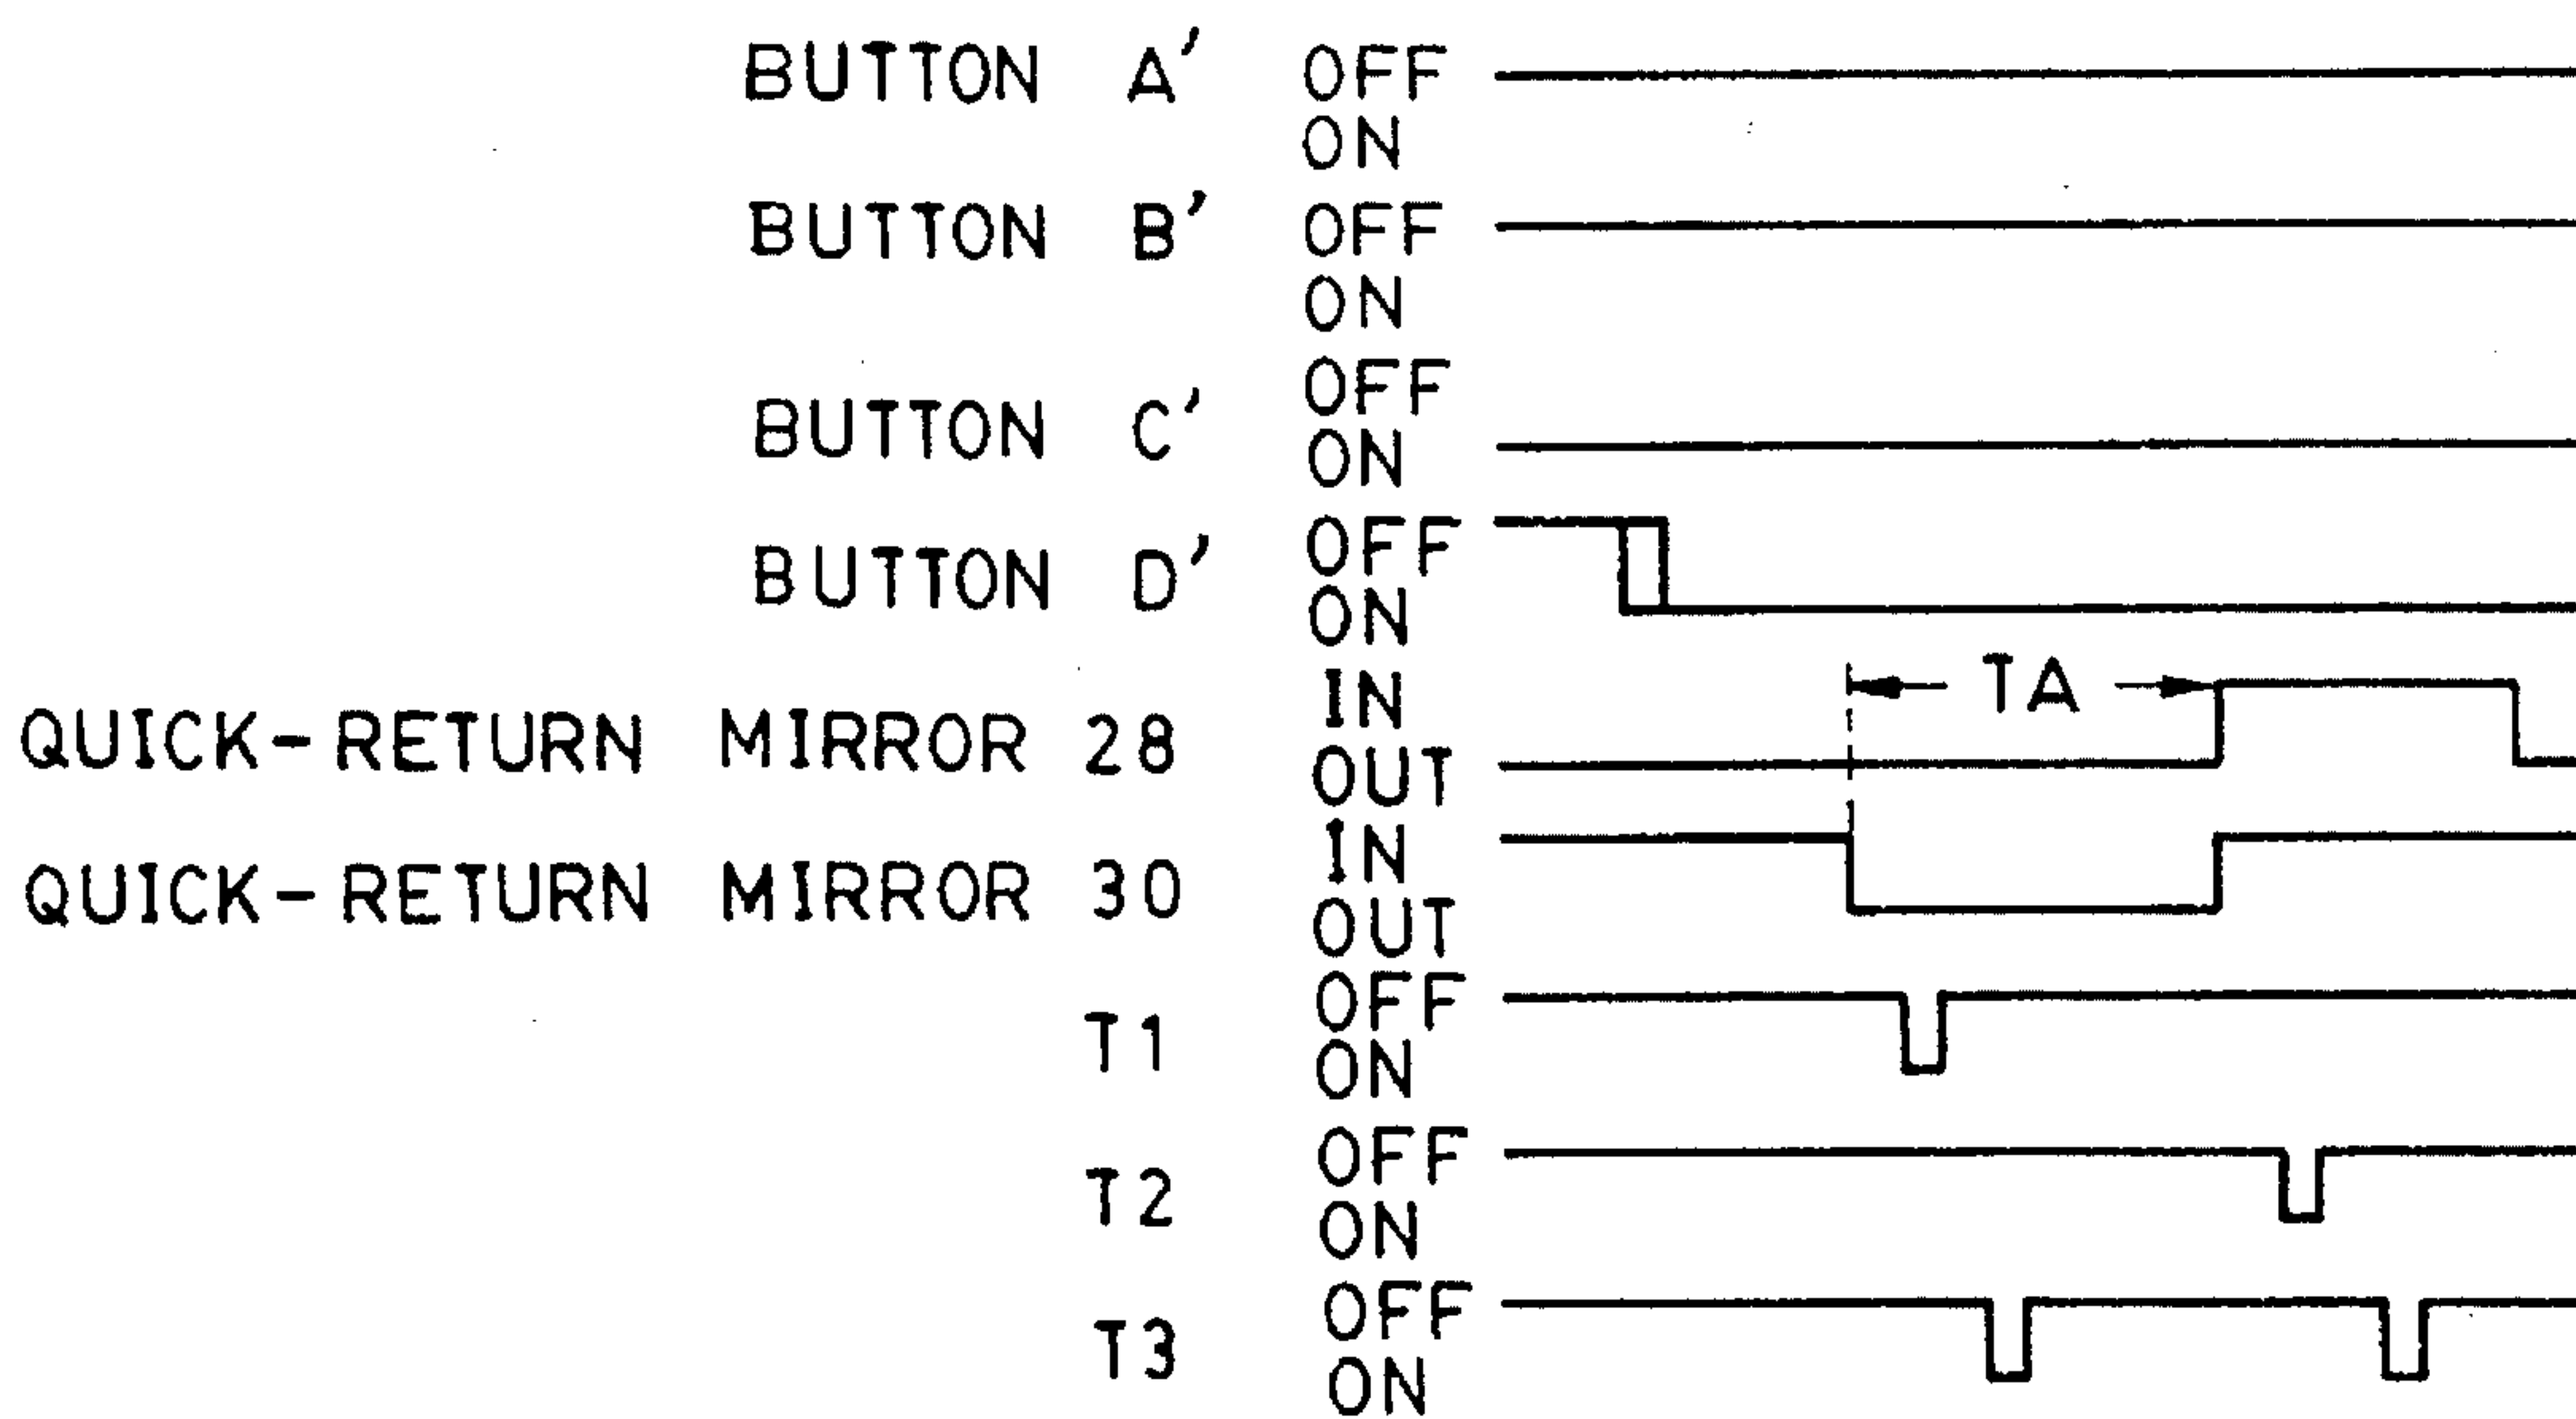 BUTTON A' OFF
ON
BUTTON B' OFF
ON
BUTTON C' OFF
ON
BUTTON D' OFF
ON
TA
QUICK-RETURN MIRROR 28 IN
OUT
QUICK-RETURN MIRROR 30 IN
OUT
T1 OFF
ON
T2 OFF
ON
T3 OFF
ON